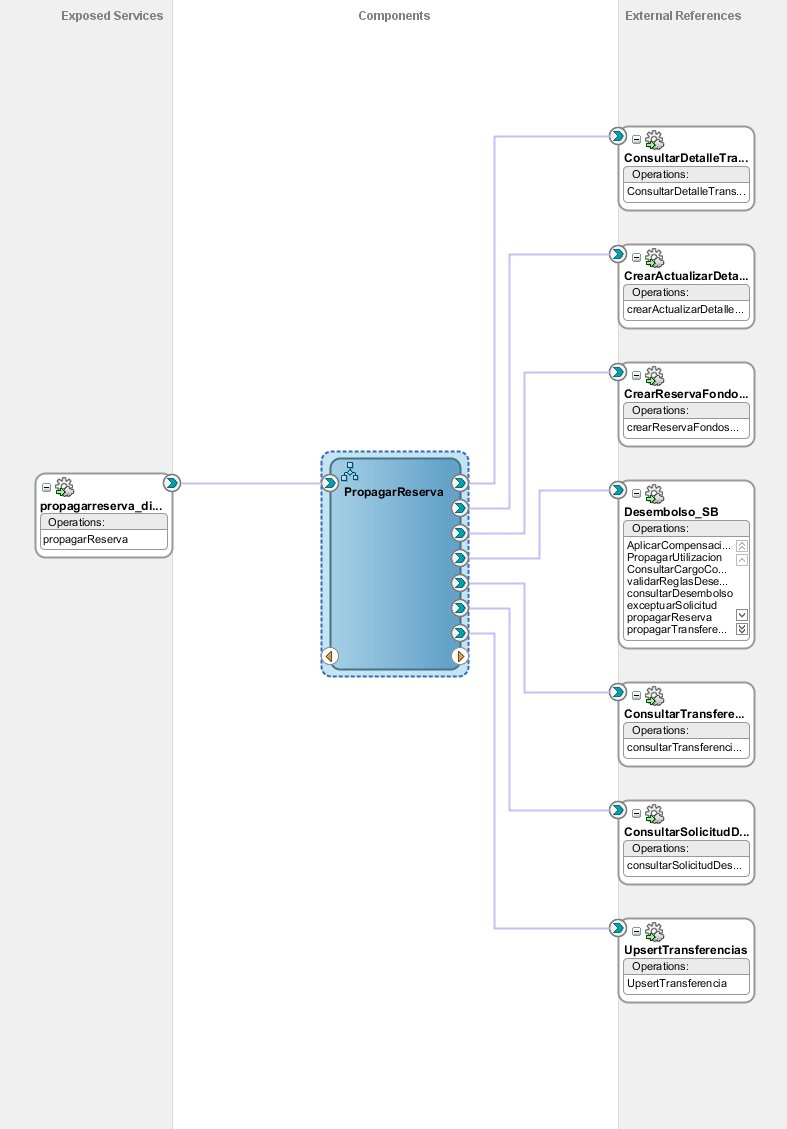 Exposed Services
Components
External References
propagarreserva_di...
Operations:
propagarReserva
PropagarReserva
ConsultarDetalleTra...
Operations:
ConsultarDetalleTrans...
CrearActualizarDeta...
Operations:
crearActualizarDetalle...
CrearReservaFondo...
Operations:
crearReservaFondos...
Desembolso_SB
Operations:
AplicarCompensaci...
PropagarUtilizacion
ConsultarCargoCo...
validarReglasDese...
consultarDesembolso
exceptuarSolicitud
propagarReserva
propagarTransfere...
ConsultarTransfere...
Operations:
consultarTransferenci...
ConsultarSolicitudD...
Operations:
consultarSolicitudDes...
UpsertTransferencias
Operations:
UpsertTransferencia